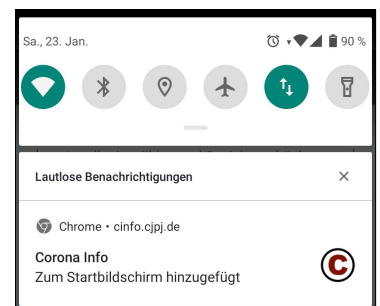 Sa., 23. Jan. 90 %
Lautlose Benachrichtigungen
Chrome • cinfo.cjpj.de
Corona Info
Zum Startbildschirm hinzugefügt
C